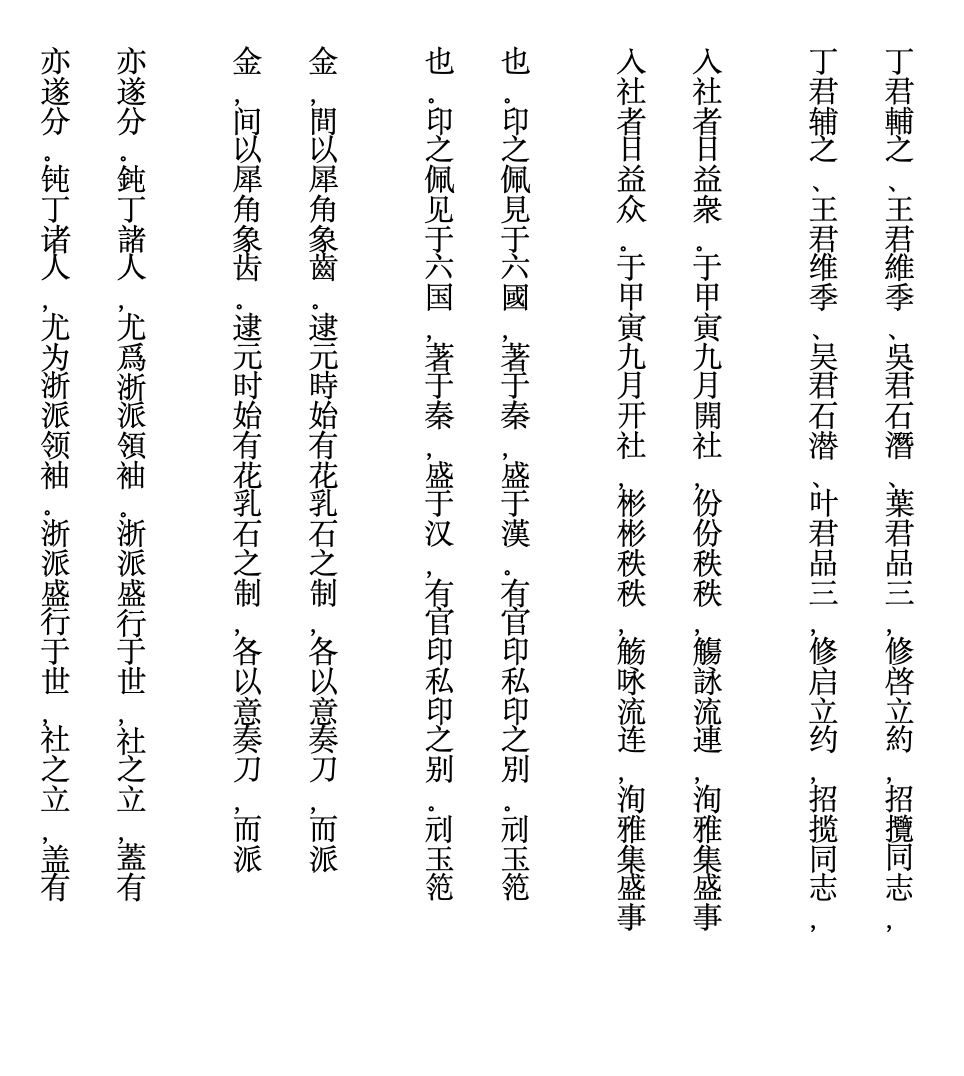 丁君輔之、王君維季、吳君石潛、葉君品三,修啓立約,招攬同志,
丁君辅之、王君维季、吴君石潜、叶君品三,修启立约,招揽同志,
入社者日益衆。于甲寅九月開社,份份秩秩,觴詠流連,洵雅集盛事
入社者日益众。于甲寅九月开社,彬彬秩秩,觞咏流连,洵雅集盛事
也。印之佩見于六國,著于秦,盛于漢。有官印私印之別。刓玉笵
也。印之佩见于六国,著于秦,盛于汉,有官印私印之别。刓玉笵
金,間以犀角象齒。逮元時始有花乳石之制,各以意奏刀,而派
金,间以犀角象齿。逮元时始有花乳石之制,各以意奏刀,而派
亦遂分。鈍丁諸人,尤爲浙派領袖。浙派盛行于世,社之立,蓋有
亦遂分。钝丁诸人,尤为浙派领袖。浙派盛行于世,社之立,盖有